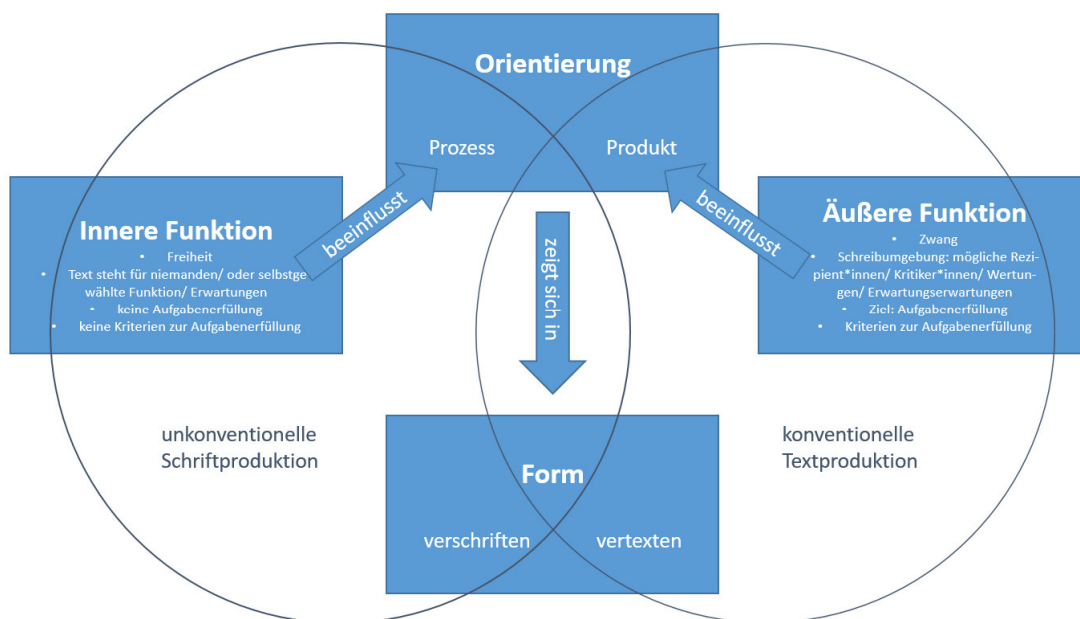 Orientierung
Prozess
Produkt
Innere Funktion
• Freiheit
• Text steht für niemanden/ oder selbstge
wählte Funktion/ Erwartungen
• keine Aufgabenerfüllung
• keine Kriterien zur Aufgabenerfüllung
beeinflusst
zeigt sich in
beeinflusst
Äußere Funktion
• Zwang
• Schreibumgebung: mögliche Rezi-
pient*innen/ Kritiker*innen/ Wertun-
gen/ Erwartungserwartungen
• Ziel: Aufgabenerfüllung
• Kriterien zur Aufgabenerfüllung
unkonventionelle
Schriftproduktion
konventionelle
Textproduktion
Form
verschriften
vertexten